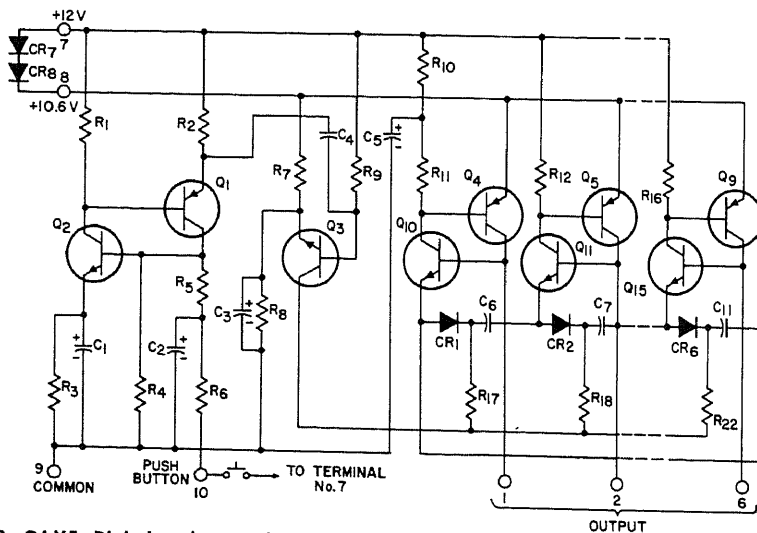 +12V
7
CR7
CR8
8
+10.6V
R1
R2
R10
C4
C5
R7
R9
R11
R12
R16
Q1
Q2
Q3
Q4
Q5
Q9
Q10
Q11
Q15
R5
C3
R8
C6
C7
C11
CR1
CR2
CR6
C1
C2
R3
R4
R6
R17
R18
R22
9
COMMON
PUSH
BUTTON
10
TO TERMINAL
No.7
1
2
6
OUTPUT